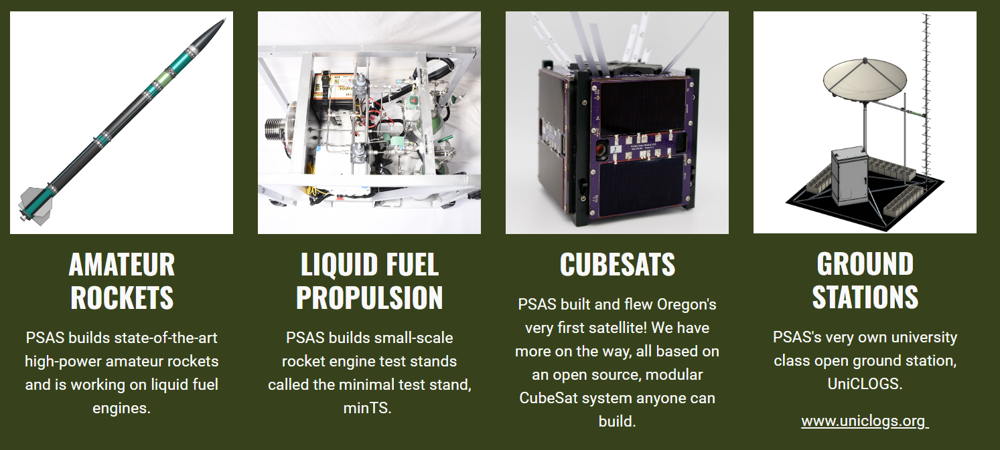 AMATEUR
ROCKETS
PSAS builds state-of-the-art
high-power amateur rockets
and is working on liquid fuel
engines.
LIQUID FUEL
PROPULSION
PSAS builds small-scale
rocket engine test stands
called the minimal test stand,
minTS.
CUBESATS
PSAS built and flew Oregon's
very first satellite! We have
more on the way, all based on
an open source, modular
CubeSat system anyone can
build.
GROUND
STATIONS
PSAS's very own university
class open ground station,
UniCLOGS.
www.uniclogs.org